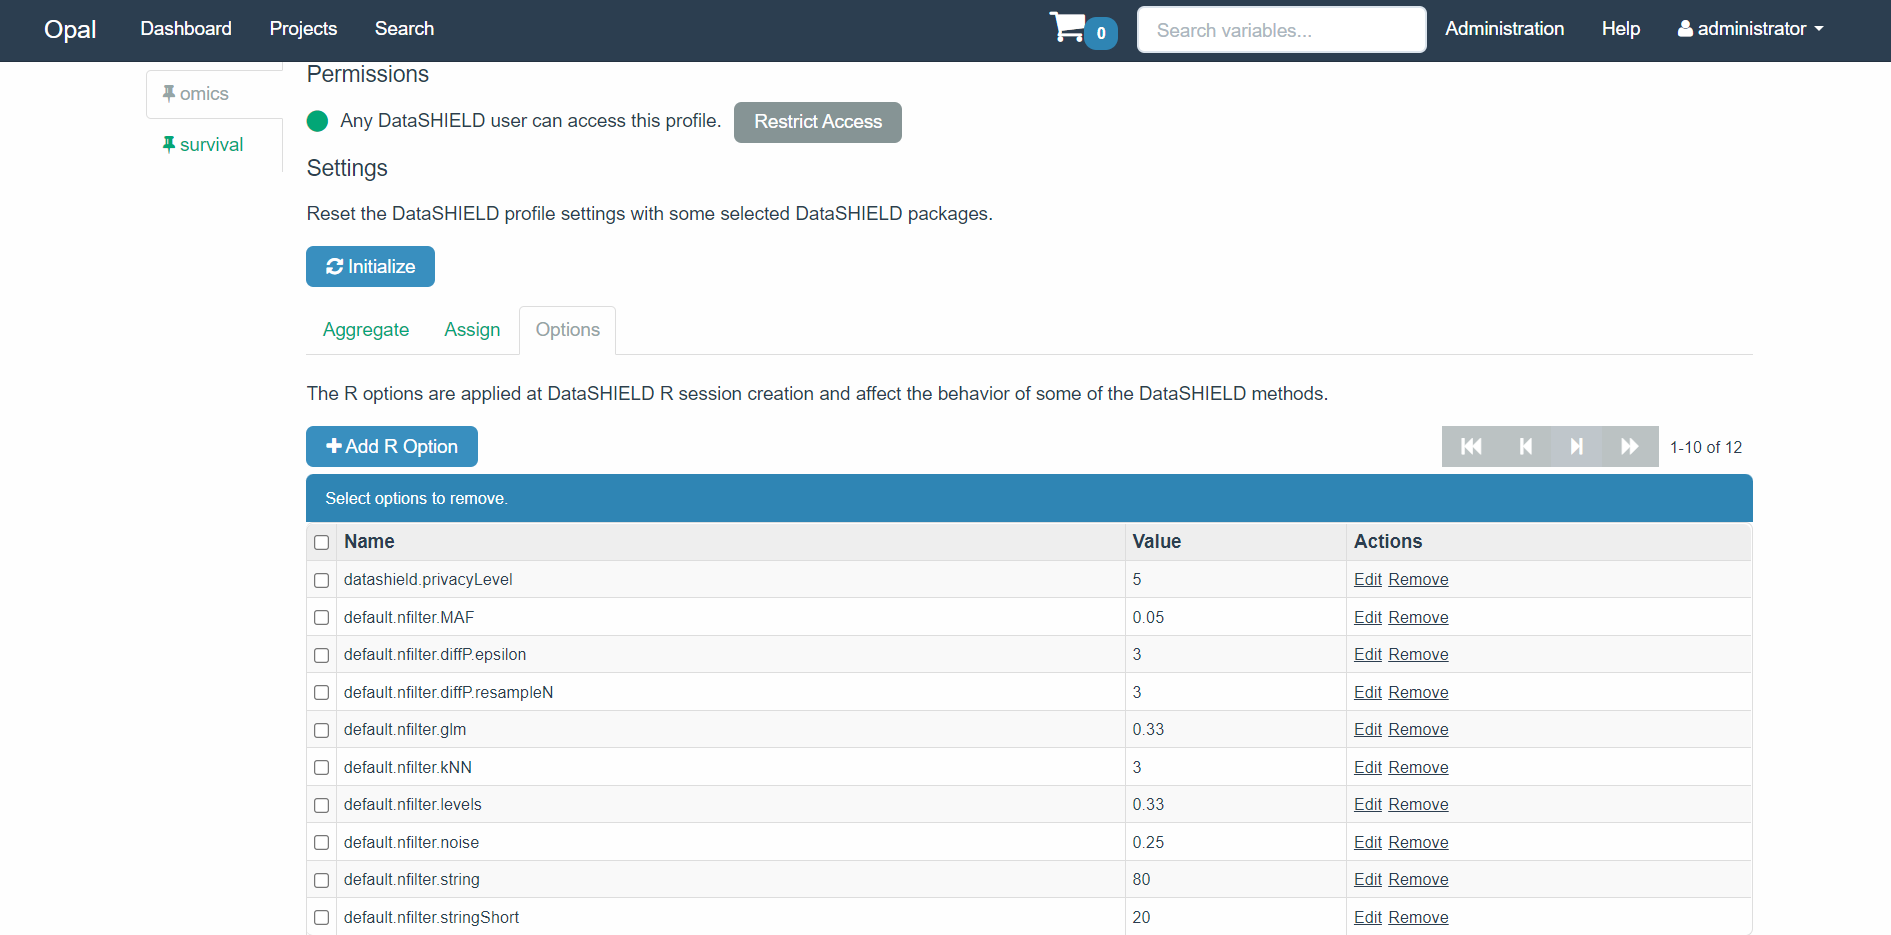 Opal Dashboard Projects Search 0 Search variables... Administration Help administrator
omics
survival
Permissions
Any DataSHIELD user can access this profile. Restrict Access
Settings
Reset the DataSHIELD profile settings with some selected DataSHIELD packages.
Initialize
Aggregate Assign Options
The R options are applied at DataSHIELD R session creation and affect the behavior of some of the DataSHIELD methods.
Add R Option 1-10 of 12
Select options to remove.
Name Value Actions
datashield.privacyLevel 5 Edit Remove
default.nfilter.MAF 0.05 Edit Remove
default.nfilter.diffP.epsilon 3 Edit Remove
default.nfilter.diffP.resampleN 3 Edit Remove
default.nfilter.glm 0.33 Edit Remove
default.nfilter.kNN 3 Edit Remove
default.nfilter.levels 0.33 Edit Remove
default.nfilter.noise 0.25 Edit Remove
default.nfilter.string 80 Edit Remove
default.nfilter.stringShort 20 Edit Remove